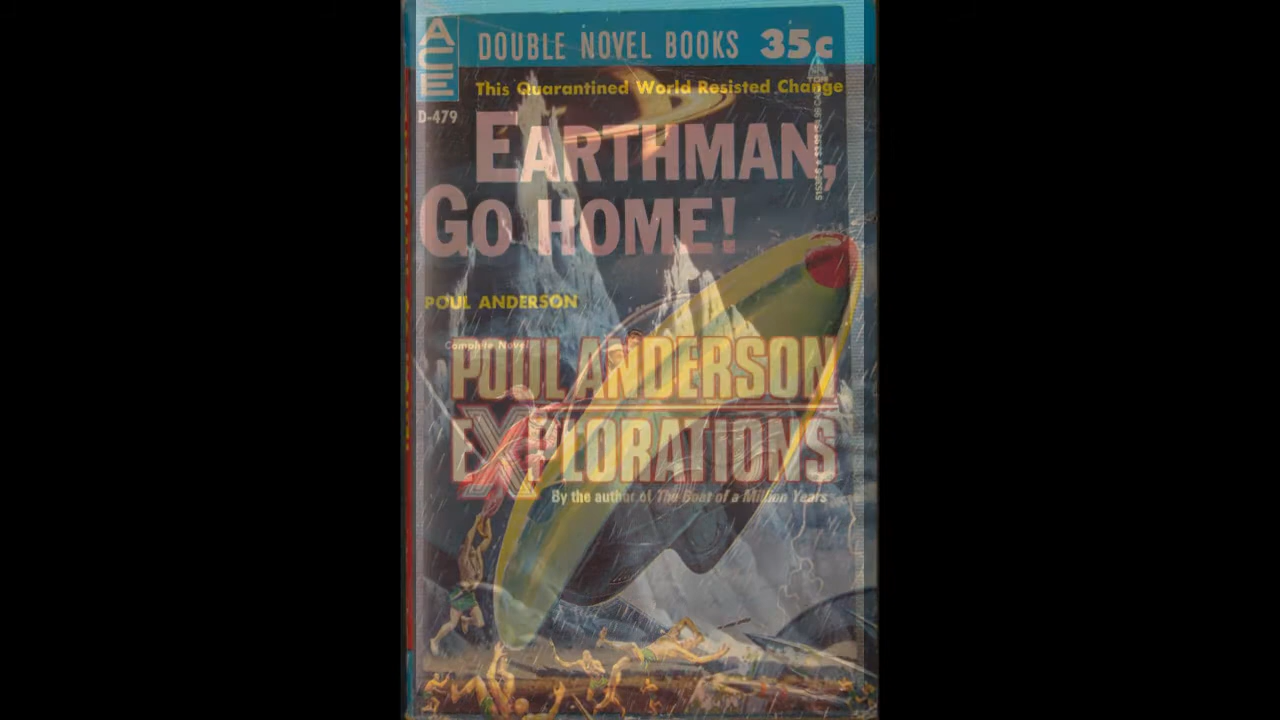 ACE
DOUBLE NOVEL BOOKS 35c
This Quarantined World Resisted Change
D-479
EARTHMAN,
GO HOME!
POUL ANDERSON
Complete Novel
POUL ANDERSON
EXPLORATIONS
By the author of The Boat of a Million Years